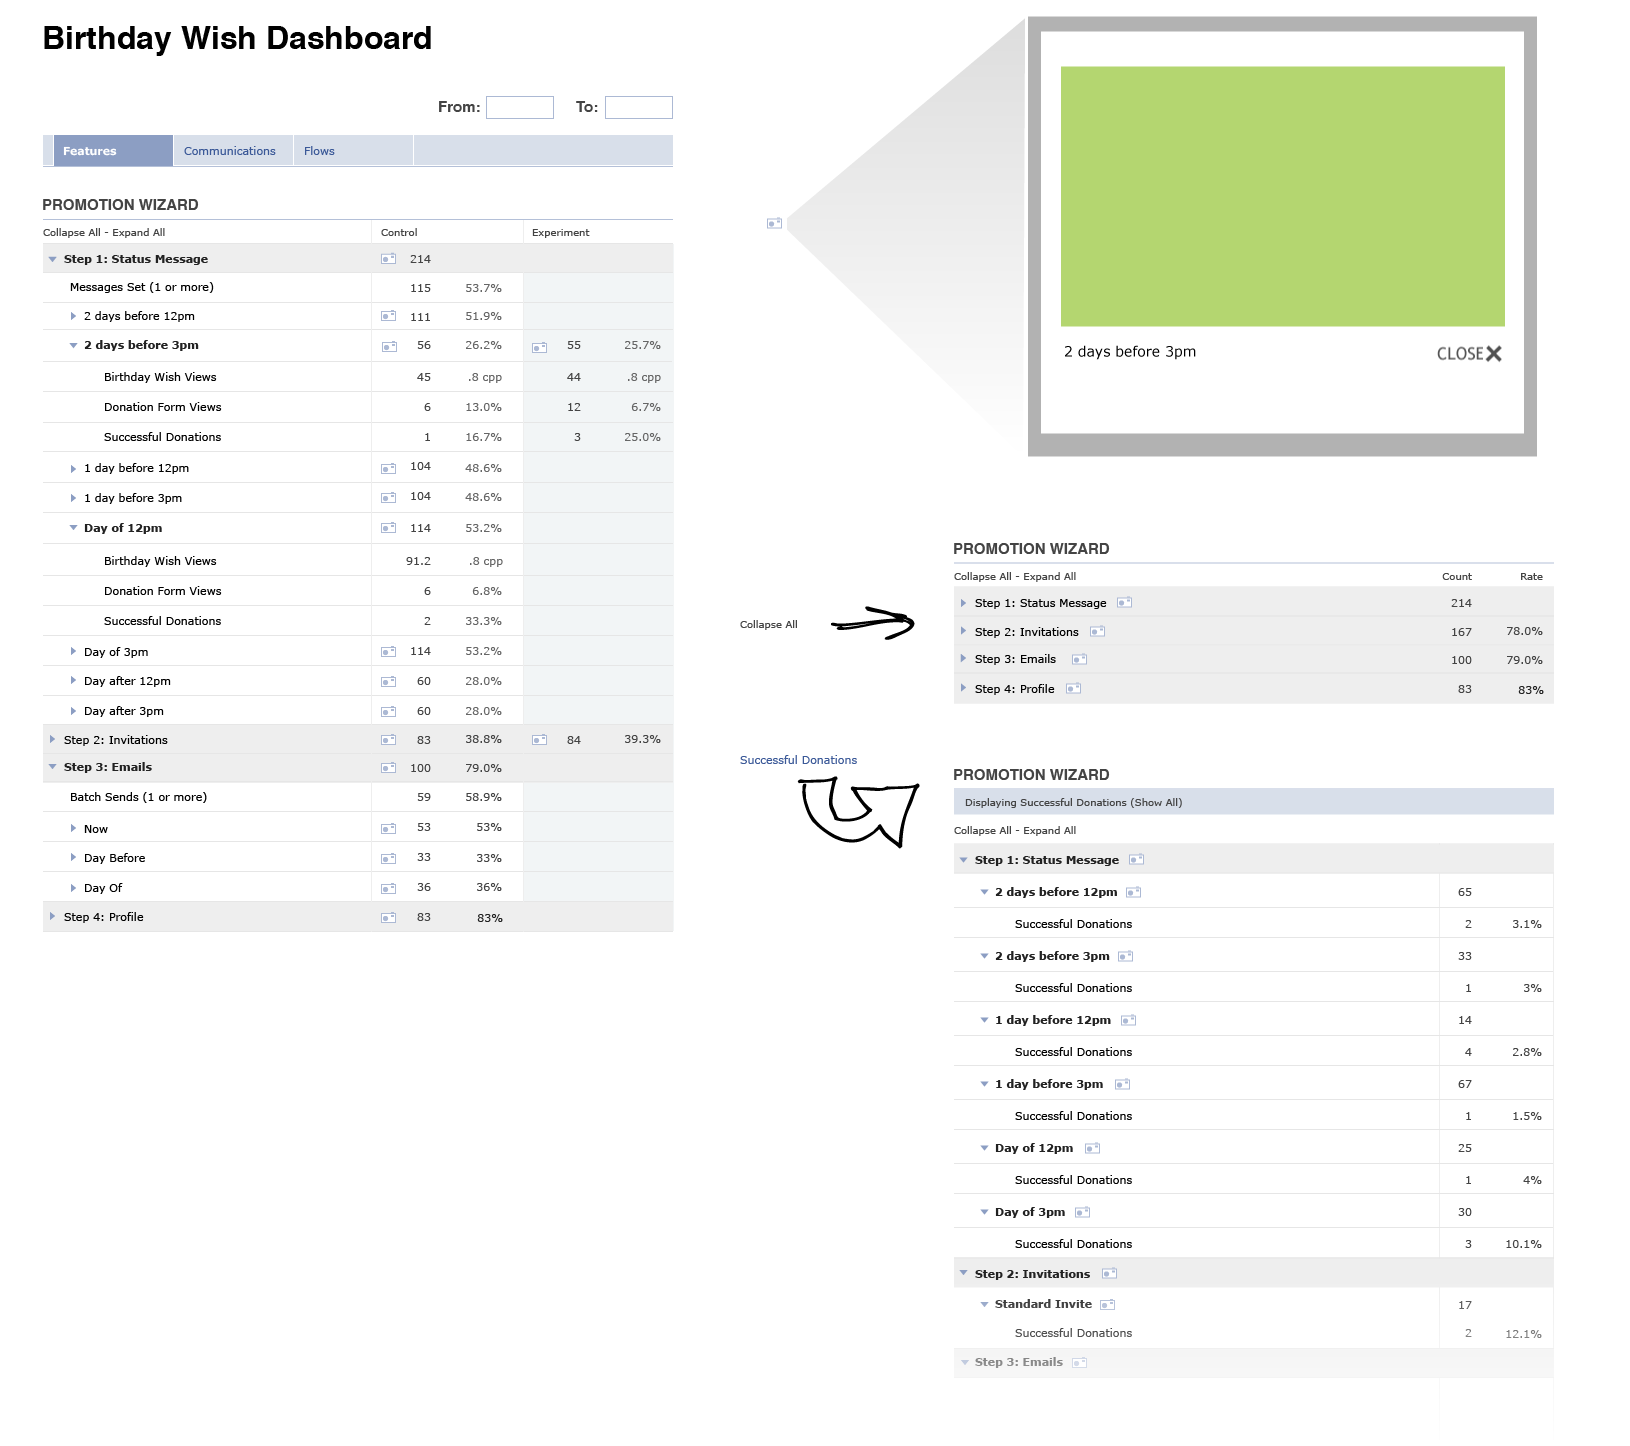 Birthday Wish Dashboard
From: To:
Features Communications Flows
PROMOTION WIZARD
Collapse All - Expand All Control Experiment
Step 1: Status Message 214
Messages Set (1 or more) 115 53.7%
2 days before 12pm 111 51.9%
2 days before 3pm 56 26.2% 55 25.7%
Birthday Wish Views 45 .8 cpp 44 .8 cpp
Donation Form Views 6 13.0% 12 6.7%
Successful Donations 1 16.7% 3 25.0%
1 day before 12pm 104 48.6%
1 day before 3pm 104 48.6%
Day of 12pm 114 53.2%
Birthday Wish Views 91.2 .8 cpp
Donation Form Views 6 6.8%
Successful Donations 2 33.3%
Day of 3pm 114 53.2%
Day after 12pm 60 28.0%
Day after 3pm 60 28.0%
Step 2: Invitations 83 38.8% 84 39.3%
Step 3: Emails 100 79.0%
Batch Sends (1 or more) 59 58.9%
Now 53 53%
Day Before 33 33%
Day Of 36 36%
Step 4: Profile 83 83%
2 days before 3pm CLOSE
Collapse All
PROMOTION WIZARD
Collapse All - Expand All Count Rate
Step 1: Status Message 214
Step 2: Invitations 167 78.0%
Step 3: Emails 100 79.0%
Step 4: Profile 83 83%
Successful Donations
PROMOTION WIZARD
Displaying Successful Donations (Show All)
Collapse All - Expand All
Step 1: Status Message
2 days before 12pm 65
Successful Donations 2 3.1%
2 days before 3pm 33
Successful Donations 1 3%
1 day before 12pm 14
Successful Donations 4 2.8%
1 day before 3pm 67
Successful Donations 1 1.5%
Day of 12pm 25
Successful Donations 1 4%
Day of 3pm 30
Successful Donations 3 10.1%
Step 2: Invitations
Standard Invite 17
Successful Donations 2 12.1%
Step 3: Emails